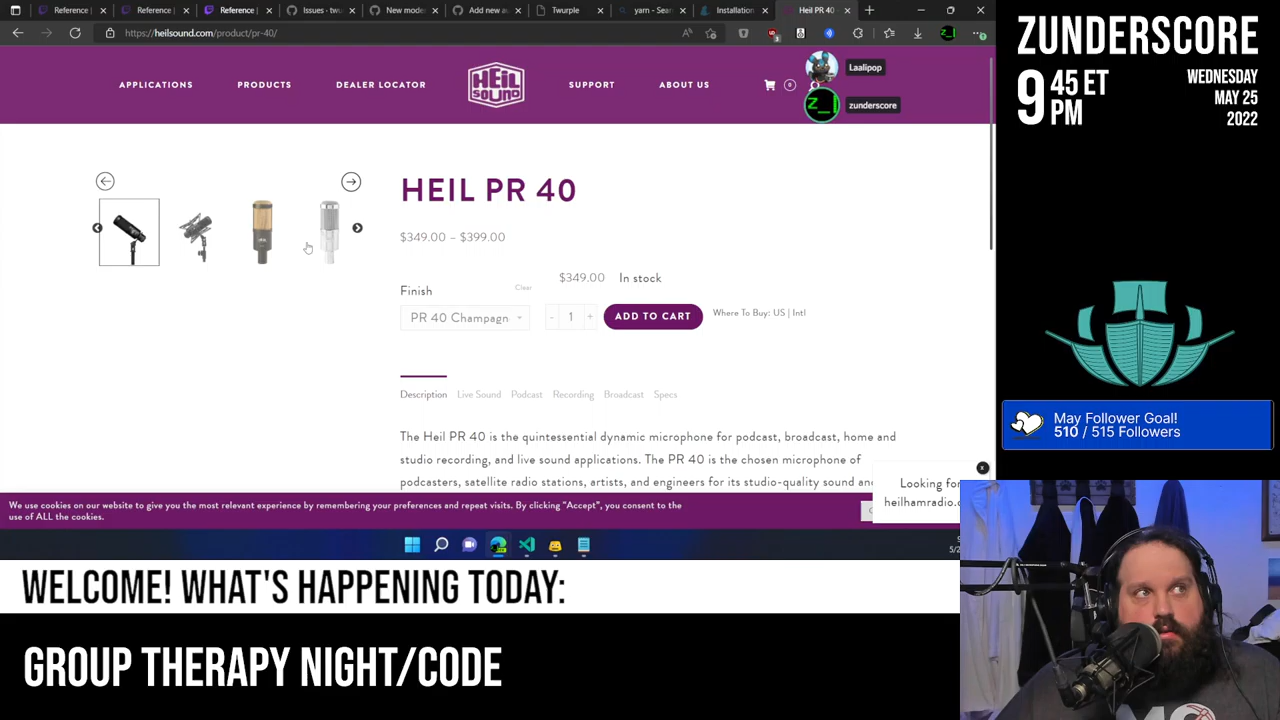 Reference |
Reference |
Reference |
Issues · twu
New moder
Add new au
Twurple
yarn - Sear
Installation
Heil PR 40
https://heilsound.com/product/pr-40/
APPLICATIONS
PRODUCTS
DEALER LOCATOR
HEIL
SOUND
SUPPORT
ABOUT US
0
Laalipop
z_
zunderscore
HEIL PR 40
$349.00 – $399.00
$349.00 In stock
Finish
Clear
PR 40 Champagn
- 1 +
ADD TO CART
Where To Buy: US | Intl
Description
Live Sound
Podcast
Recording
Broadcast
Specs
The Heil PR 40 is the quintessential dynamic microphone for podcast, broadcast, home and
studio recording, and live sound applications. The PR 40 is the chosen microphone of
podcasters, satellite radio stations, artists, and engineers for its studio-quality sound and
Looking for
heilhamradio.c
x
We use cookies on our website to give you the most relevant experience by remembering your preferences and repeat visits. By clicking “Accept”, you consent to the
use of ALL the cookies.
ZUNDERSCORE
9 45 ET
PM
WEDNESDAY
MAY 25
2022
May Follower Goal!
510 / 515 Followers
WELCOME! WHAT'S HAPPENING TODAY:
GROUP THERAPY NIGHT/CODE